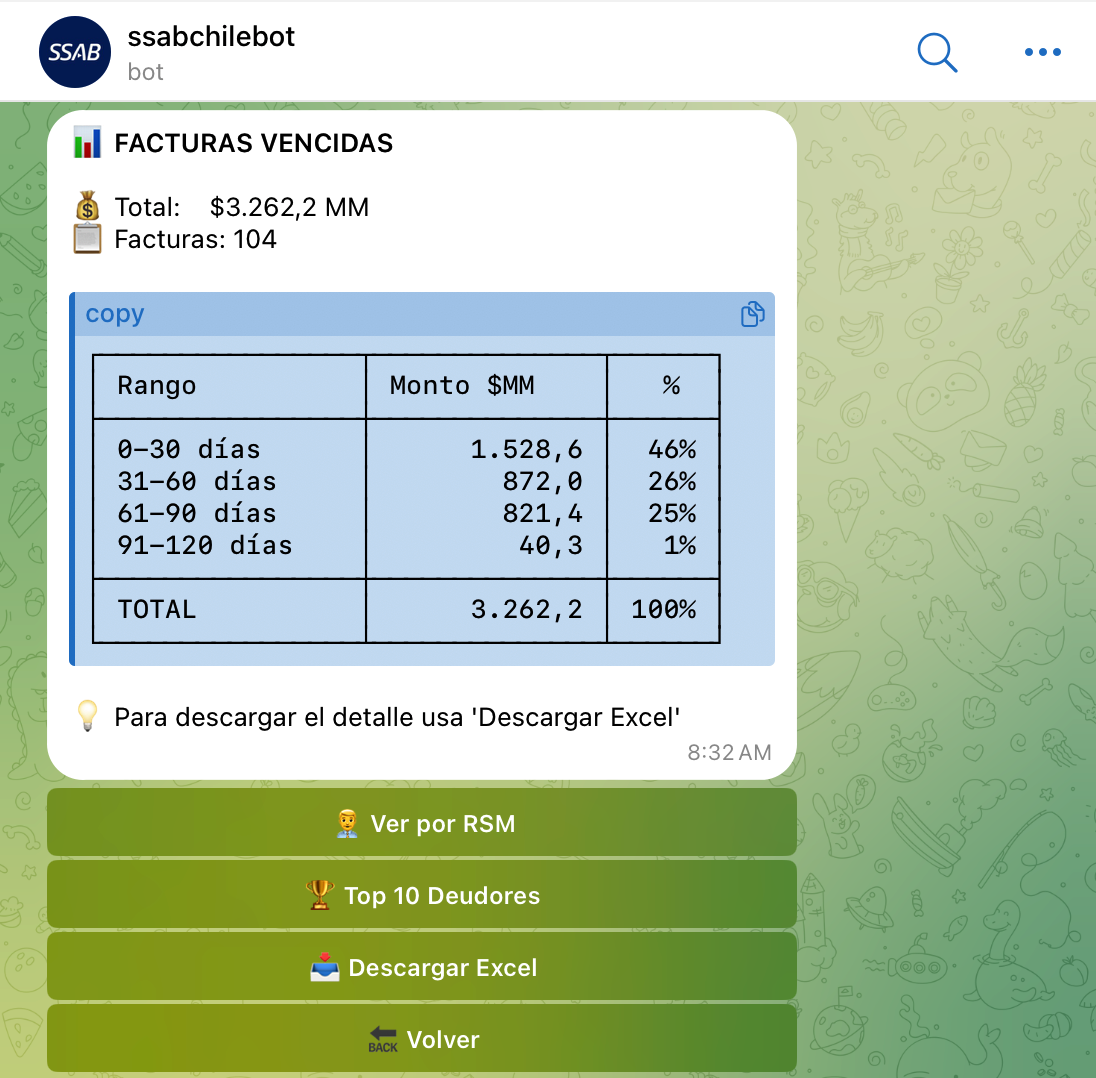 SSAB
ssabchilebot
bot
FACTURAS VENCIDAS
Total: $3.262,2 MM
Facturas: 104
copy
Rango Monto $MM %
0-30 días 1.528,6 46%
31-60 días 872,0 26%
61-90 días 821,4 25%
91-120 días 40,3 1%
TOTAL 3.262,2 100%
Para descargar el detalle usa 'Descargar Excel'
8:32 AM
Ver por RSM
Top 10 Deudores
Descargar Excel
BACK Volver